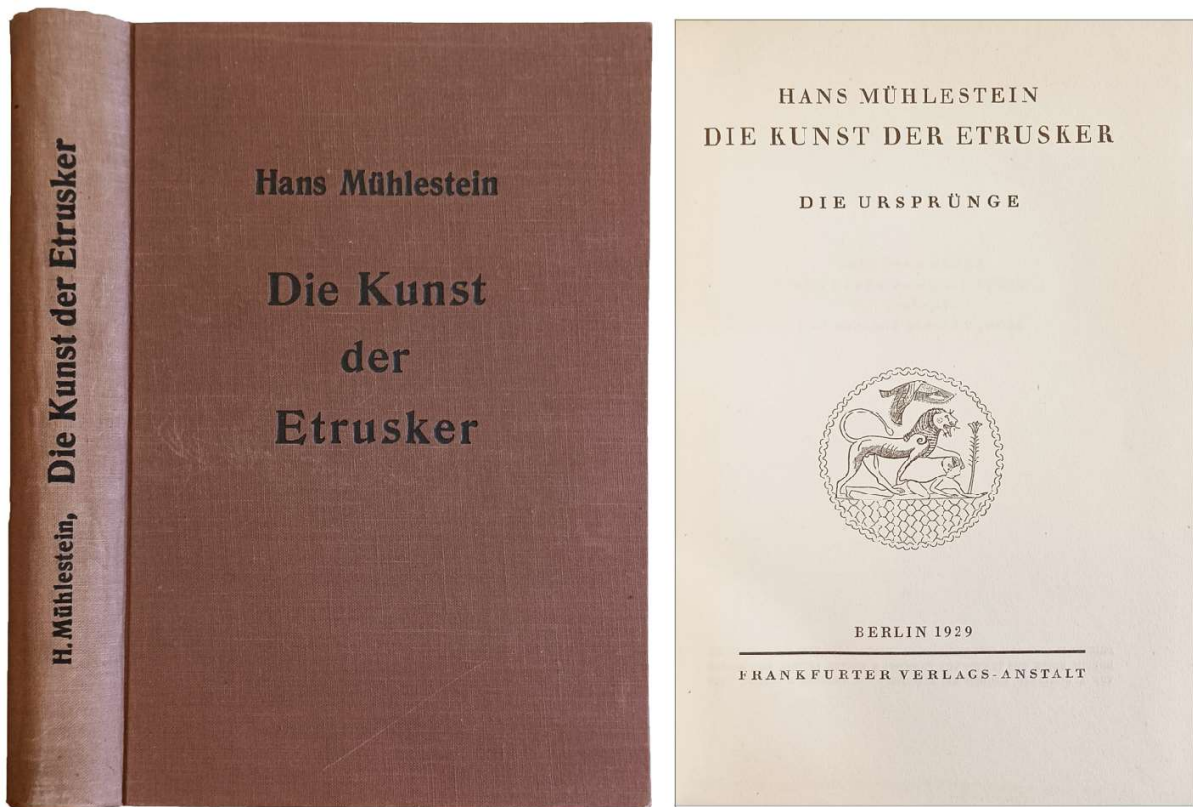 H. Mühlestein, Die Kunst der Etrusker
Hans Mühlestein
Die Kunst
der
Etrusker
HANS MÜHLESTEIN
DIE KUNST DER ETRUSKER
DIE URSPRÜNGE
BERLIN 1929
FRANKFURTER VERLAGS-ANSTALT